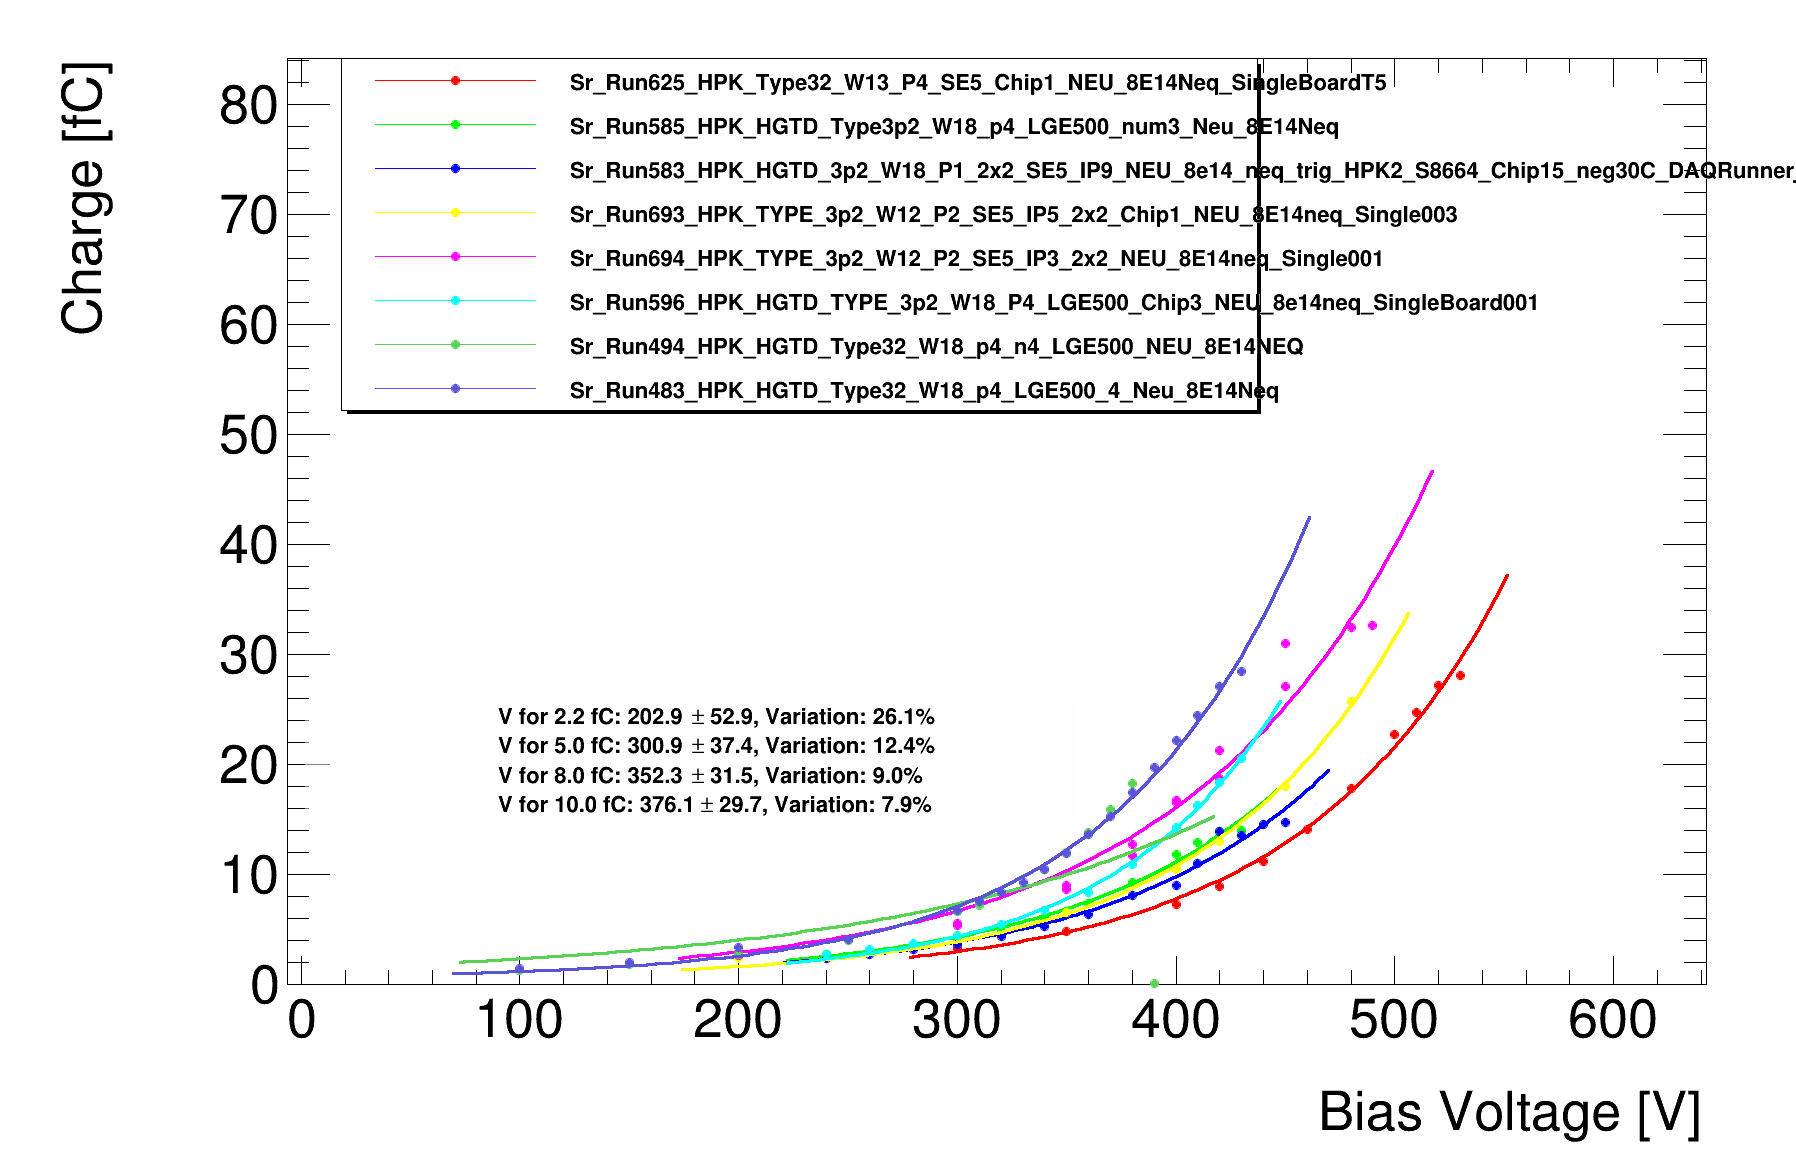 Charge [fC]
80
70
60
50
40
30
20
10
0
Sr_Run625_HPK_Type32_W13_P4_SE5_Chip1_NEU_8E14Neq_SingleBoardT5
Sr_Run585_HPK_HGTD_Type3p2_W18_p4_LGE500_num3_Neu_8E14Neq
Sr_Run583_HPK_HGTD_3p2_W18_P1_2x2_SE5_IP9_NEU_8e14_neq_trig_HPK2_S8664_Chip15_neg30C_DAQRunner_
Sr_Run693_HPK_TYPE_3p2_W12_P2_SE5_IP5_2x2_Chip1_NEU_8E14neq_Single003
Sr_Run694_HPK_TYPE_3p2_W12_P2_SE5_IP3_2x2_NEU_8E14neq_Single001
Sr_Run596_HPK_HGTD_TYPE_3p2_W18_P4_LGE500_Chip3_NEU_8e14neq_SingleBoard001
Sr_Run494_HPK_HGTD_Type32_W18_p4_n4_LGE500_NEU_8E14NEQ
Sr_Run483_HPK_HGTD_Type32_W18_p4_LGE500_4_Neu_8E14Neq
V for 2.2 fC: 202.9 ± 52.9, Variation: 26.1%
V for 5.0 fC: 300.9 ± 37.4, Variation: 12.4%
V for 8.0 fC: 352.3 ± 31.5, Variation: 9.0%
V for 10.0 fC: 376.1 ± 29.7, Variation: 7.9%
0 100 200 300 400 500 600
Bias Voltage [V]